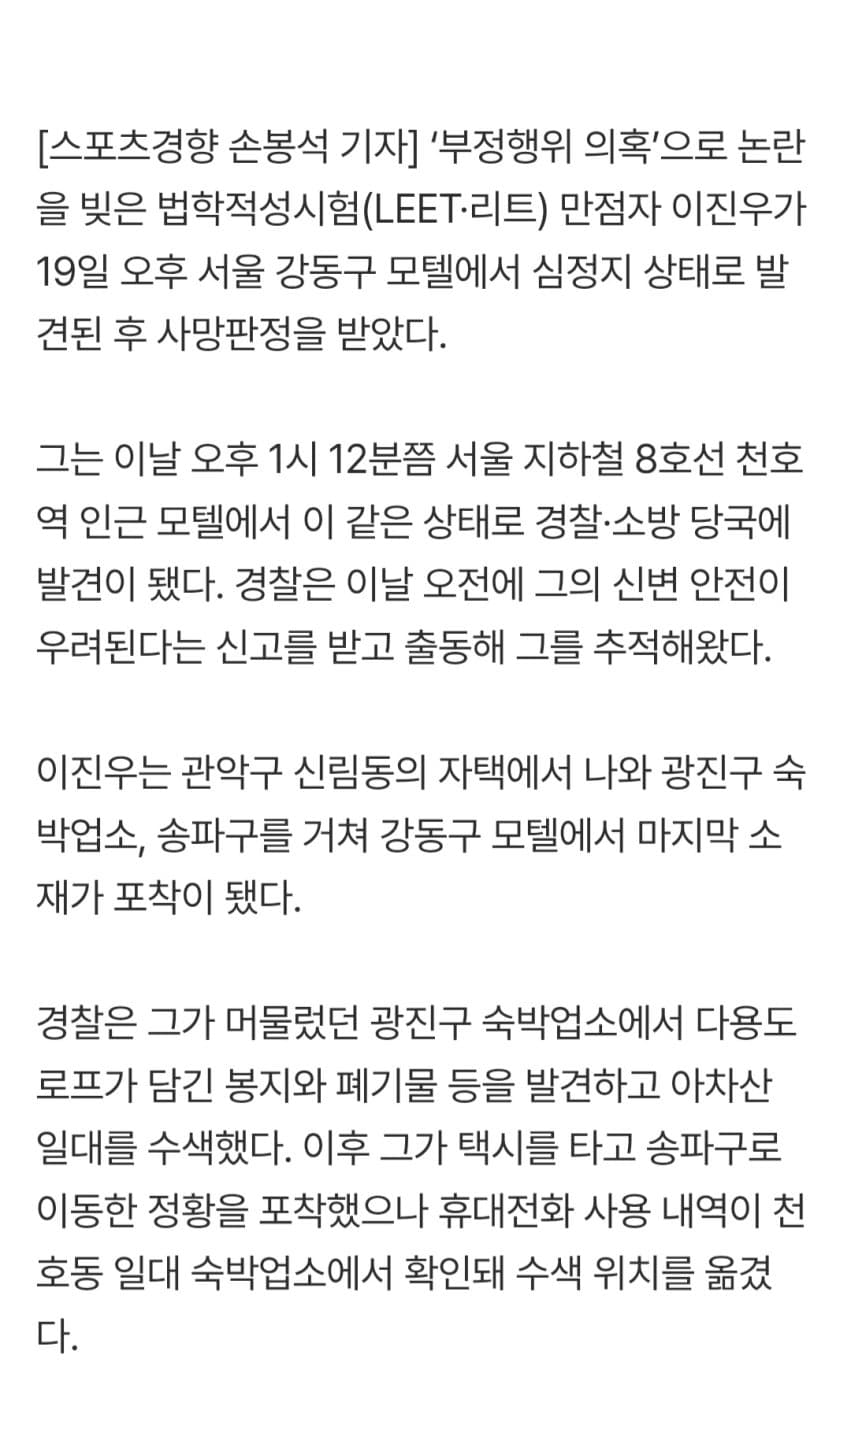 [스포츠경향 손봉석 기자] ‘부정행위 의혹’으로 논란
을 빚은 법학적성시험(LEET·리트) 만점자 이진우가
19일 오후 서울 강동구 모텔에서 심정지 상태로 발
견된 후 사망판정을 받았다.
그는 이날 오후 1시 12분쯤 서울 지하철 8호선 천호
역 인근 모텔에서 이 같은 상태로 경찰·소방 당국에
발견이 됐다. 경찰은 이날 오전에 그의 신변 안전이
우려된다는 신고를 받고 출동해 그를 추적해왔다.
이진우는 관악구 신림동의 자택에서 나와 광진구 숙
박업소, 송파구를 거쳐 강동구 모텔에서 마지막 소
재가 포착이 됐다.
경찰은 그가 머물렀던 광진구 숙박업소에서 다용도
로프가 담긴 봉지와 폐기물 등을 발견하고 아차산
일대를 수색했다. 이후 그가 택시를 타고 송파구로
이동한 정황을 포착했으나 휴대전화 사용 내역이 천
호동 일대 숙박업소에서 확인돼 수색 위치를 옮겼
다.